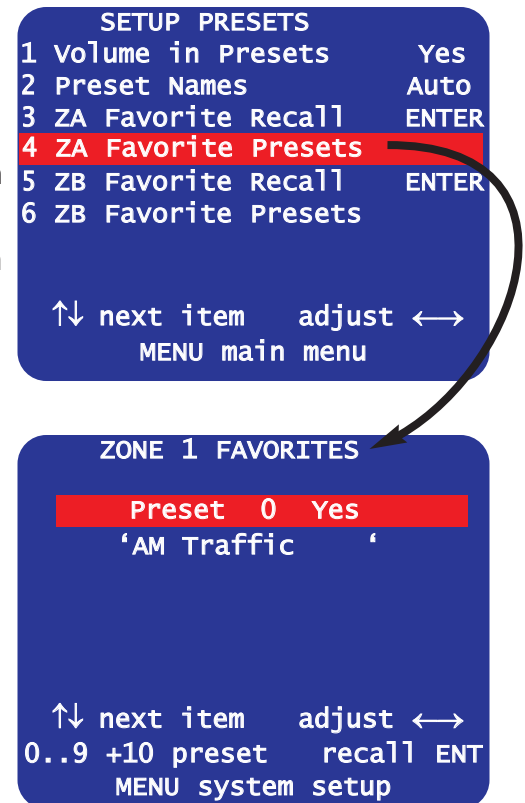 SETUP PRESETS
1 Volume in Presets Yes
2 Preset Names Auto
3 ZA Favorite Recall ENTER
4 ZA Favorite Presets
5 ZB Favorite Recall ENTER
6 ZB Favorite Presets
↑↓ next item adjust ←→
MENU main menu
ZONE 1 FAVORITES
Preset 0 Yes
‘AM Traffic ‘
↑↓ next item adjust ←→
0..9 +10 preset recall ENT
MENU system setup